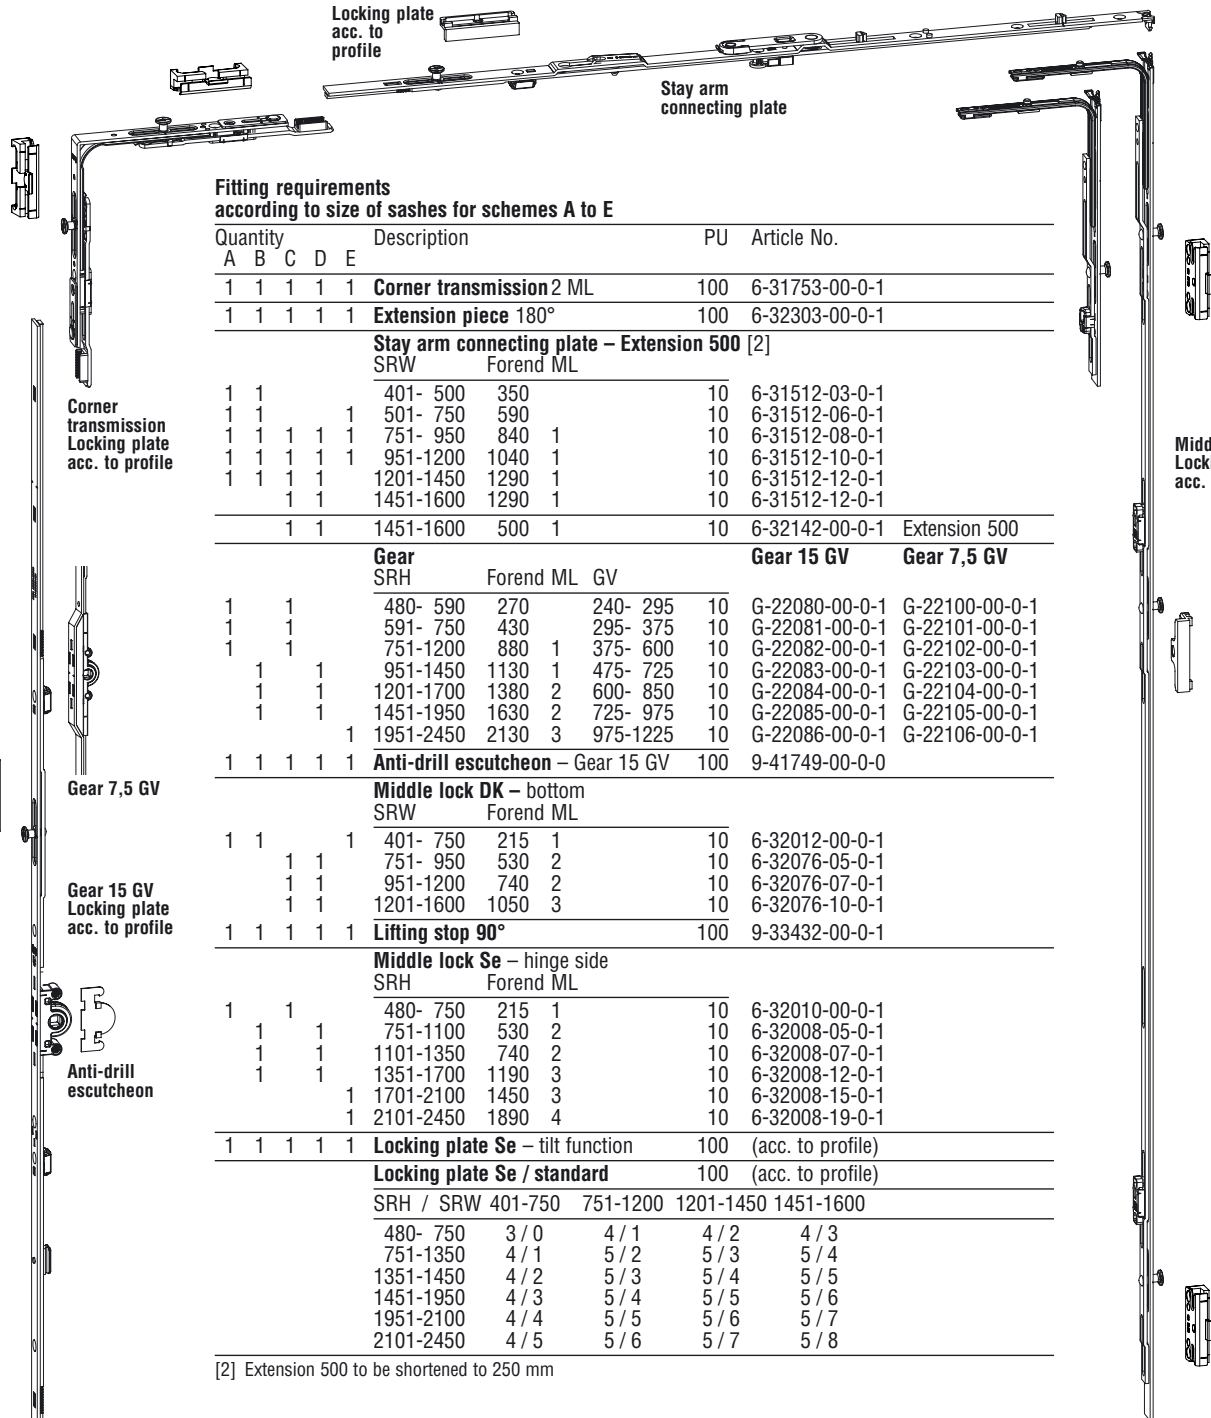 Locking plate
acc. to
profile
Stay arm
connecting plate
Fitting requirements
according to size of sashes for schemes A to E
Quantity Description PU Article No.
A B C D E
1 1 1 1 1 Corner transmission 2 ML 100 6-31753-00-0-1
1 1 1 1 1 Extension piece 180° 100 6-32303-00-0-1
Stay arm connecting plate – Extension 500 [2]
SRW Forend ML
1 1 401- 500 350 10 6-31512-03-0-1
1 1 1 501- 750 590 10 6-31512-06-0-1
1 1 1 1 1 751- 950 840 1 10 6-31512-08-0-1
1 1 1 1 1 951-1200 1040 1 10 6-31512-10-0-1
1 1 1 1 1201-1450 1290 1 10 6-31512-12-0-1
1 1 1451-1600 1290 1 10 6-31512-12-0-1
1 1 1451-1600 500 1 10 6-32142-00-0-1 Extension 500
Gear Gear 15 GV Gear 7,5 GV
SRH Forend ML GV
1 1 480- 590 270 240- 295 10 G-22080-00-0-1 G-22100-00-0-1
1 1 591- 750 430 295- 375 10 G-22081-00-0-1 G-22101-00-0-1
1 1 751-1200 880 1 375- 600 10 G-22082-00-0-1 G-22102-00-0-1
1 1 951-1450 1130 1 475- 725 10 G-22083-00-0-1 G-22103-00-0-1
1 1 1201-1700 1380 2 600- 850 10 G-22084-00-0-1 G-22104-00-0-1
1 1 1451-1950 1630 2 725- 975 10 G-22085-00-0-1 G-22105-00-0-1
1 1951-2450 2130 3 975-1225 10 G-22086-00-0-1 G-22106-00-0-1
1 1 1 1 1 Anti-drill escutcheon – Gear 15 GV 100 9-41749-00-0-0
Middle lock DK – bottom
SRW Forend ML
1 1 1 401- 750 215 1 10 6-32012-00-0-1
1 1 751- 950 530 2 10 6-32076-05-0-1
1 1 951-1200 740 2 10 6-32076-07-0-1
1 1 1201-1600 1050 3 10 6-32076-10-0-1
1 1 1 1 1 Lifting stop 90° 100 9-33432-00-0-1
Middle lock Se – hinge side
SRH Forend ML
1 1 480- 750 215 1 10 6-32010-00-0-1
1 1 751-1100 530 2 10 6-32008-05-0-1
1 1 1101-1350 740 2 10 6-32008-07-0-1
1 1 1351-1700 1190 3 10 6-32008-12-0-1
1 1701-2100 1450 3 10 6-32008-15-0-1
1 2101-2450 1890 4 10 6-32008-19-0-1
1 1 1 1 1 Locking plate Se – tilt function 100 (acc. to profile)
Locking plate Se / standard 100 (acc. to profile)
SRH / SRW 401-750 751-1200 1201-1450 1451-1600
480- 750 3 / 0 4 / 1 4 / 2 4 / 3
751-1350 4 / 1 5 / 2 5 / 3 5 / 4
1351-1450 4 / 2 5 / 3 5 / 4 5 / 5
1451-1950 4 / 3 5 / 4 5 / 5 5 / 6
1951-2100 4 / 4 5 / 5 5 / 6 5 / 7
2101-2450 4 / 5 5 / 6 5 / 7 5 / 8
[2] Extension 500 to be shortened to 250 mm
Corner
transmission
Locking plate
acc. to profile
Gear 7,5 GV
Gear 15 GV
Locking plate
acc. to profile
Anti-drill
escutcheon
Midd
Lock
acc.